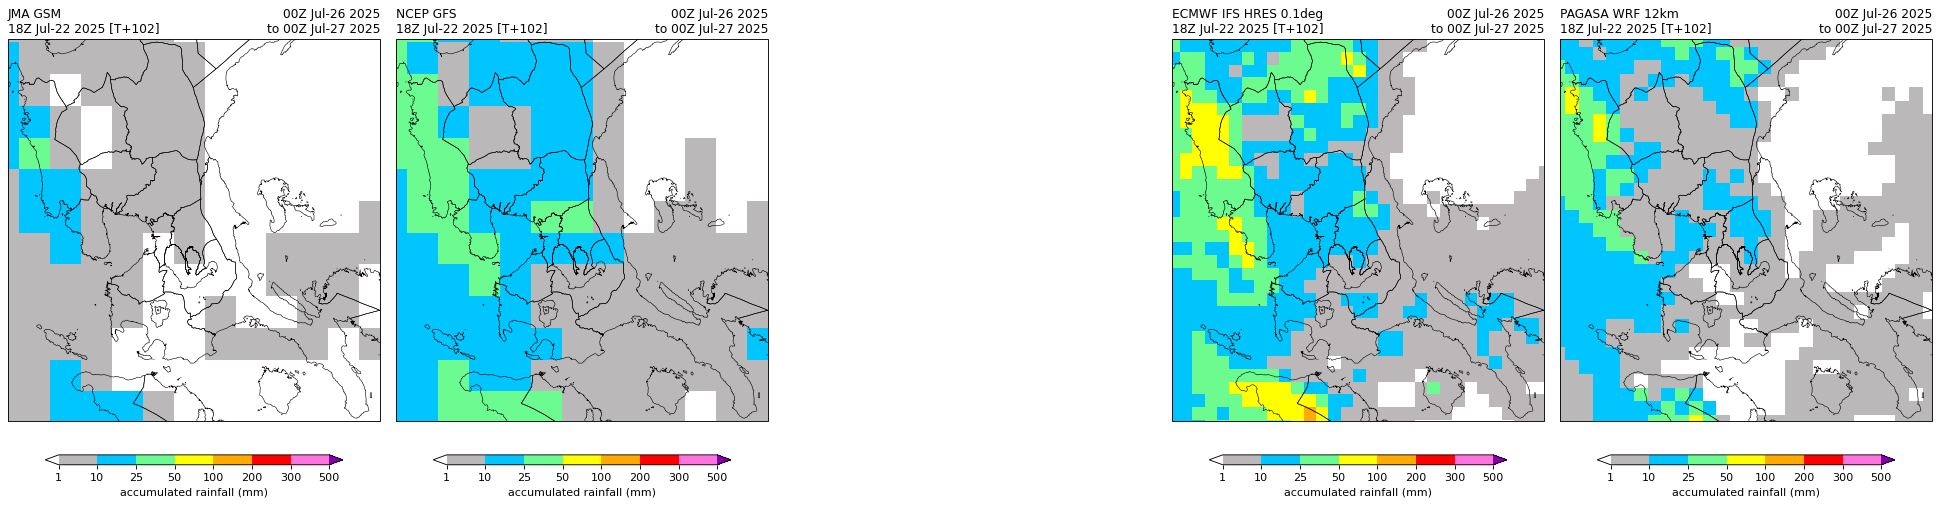 JMA GSM 00Z Jul-26 2025
18Z Jul-22 2025 [T+102] to 00Z Jul-27 2025
1 10 25 50 100 200 300 500
accumulated rainfall (mm)
NCEP GFS 00Z Jul-26 2025
18Z Jul-22 2025 [T+102] to 00Z Jul-27 2025
1 10 25 50 100 200 300 500
accumulated rainfall (mm)
ECMWF IFS HRES 0.1deg 00Z Jul-26 2025
18Z Jul-22 2025 [T+102] to 00Z Jul-27 2025
1 10 25 50 100 200 300 500
accumulated rainfall (mm)
PAGASA WRF 12km 00Z Jul-26 2025
18Z Jul-22 2025 [T+102] to 00Z Jul-27 2025
1 10 25 50 100 200 300 500
accumulated rainfall (mm)